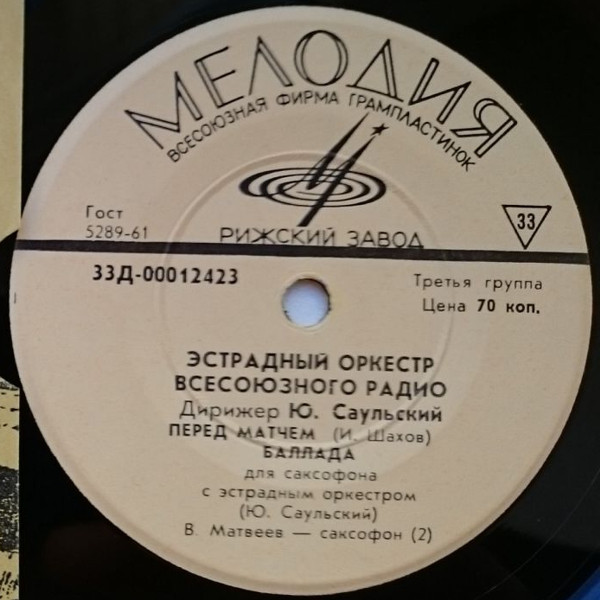 МЕЛОДИЯ
ВСЕСОЮЗНАЯ ФИРМА ГРАМПЛАСТИНОК
Гост
5289-61
РИЖСКИЙ ЗАВОД
33
33Д-00012423
Третья группа
Цена 70 коп.
ЭСТРАДНЫЙ ОРКЕСТР
ВСЕСОЮЗНОГО РАДИО
Дирижер Ю. Саульский
ПЕРЕД МАТЧЕМ (И. Шахов)
БАЛЛАДА
для саксофона
с эстрадным оркестром
(Ю. Саульский)
В. Матвеев — саксофон (2)